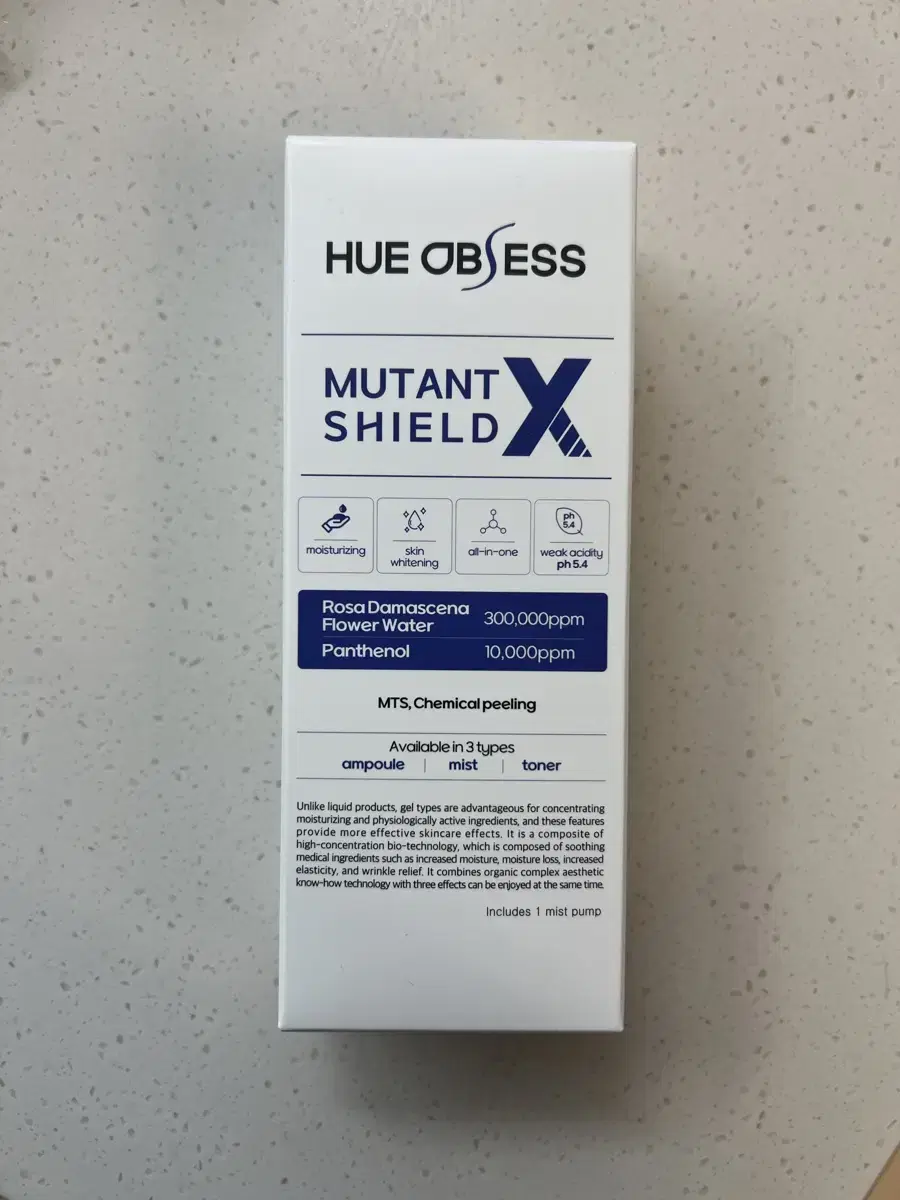 HUE OBSESS
MUTANT X
SHIELD
moisturizing
skin
whitening
all-in-one
ph
5.4
weak acidity
ph 5.4
Rosa Damascena
Flower Water
300,000ppm
Panthenol 10,000ppm
MTS, Chemical peeling
Available in 3 types
ampoule | mist | toner
Unlike liquid products, gel types are advantageous for concentrating
moisturizing and physiologically active ingredients, and these features
provide more effective skincare effects. It is a composite of
high-concentration bio-technology, which is composed of soothing
medical ingredients such as increased moisture, moisture loss, increased
elasticity, and wrinkle relief. It combines organic complex aesthetic
know-how technology with three effects can be enjoyed at the same time.
Includes 1 mist pump